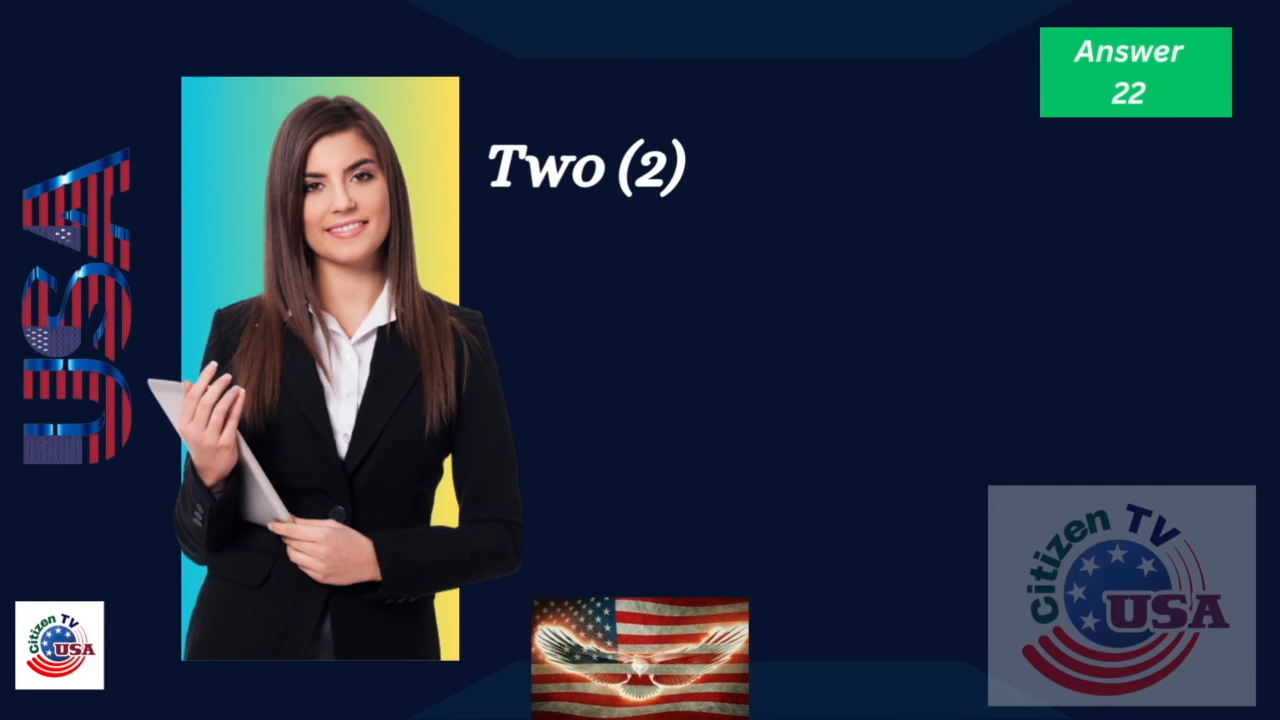 Answer
22
Two (2)
USA
Citizen TV
USA
Citizen TV
USA